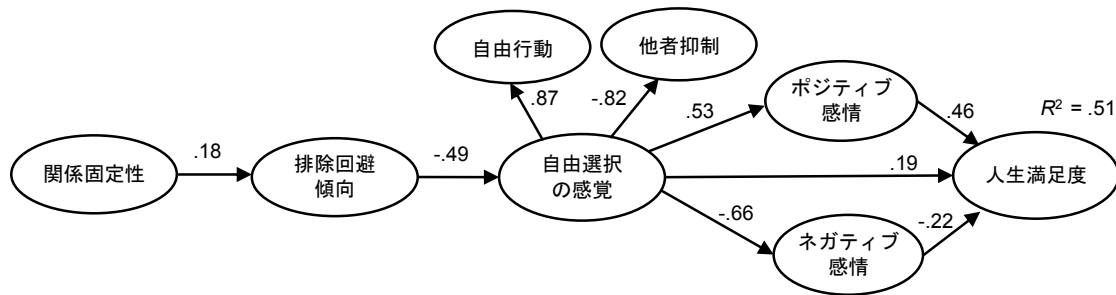 自由行動
他者抑制
.87
-.82
ポジティブ
感情
R² = .51
.53
.46
関係固定性
.18
排除回避
傾向
-.49
自由選択
の感覚
.19
人生満足度
-.66
ネガティブ
感情
-.22